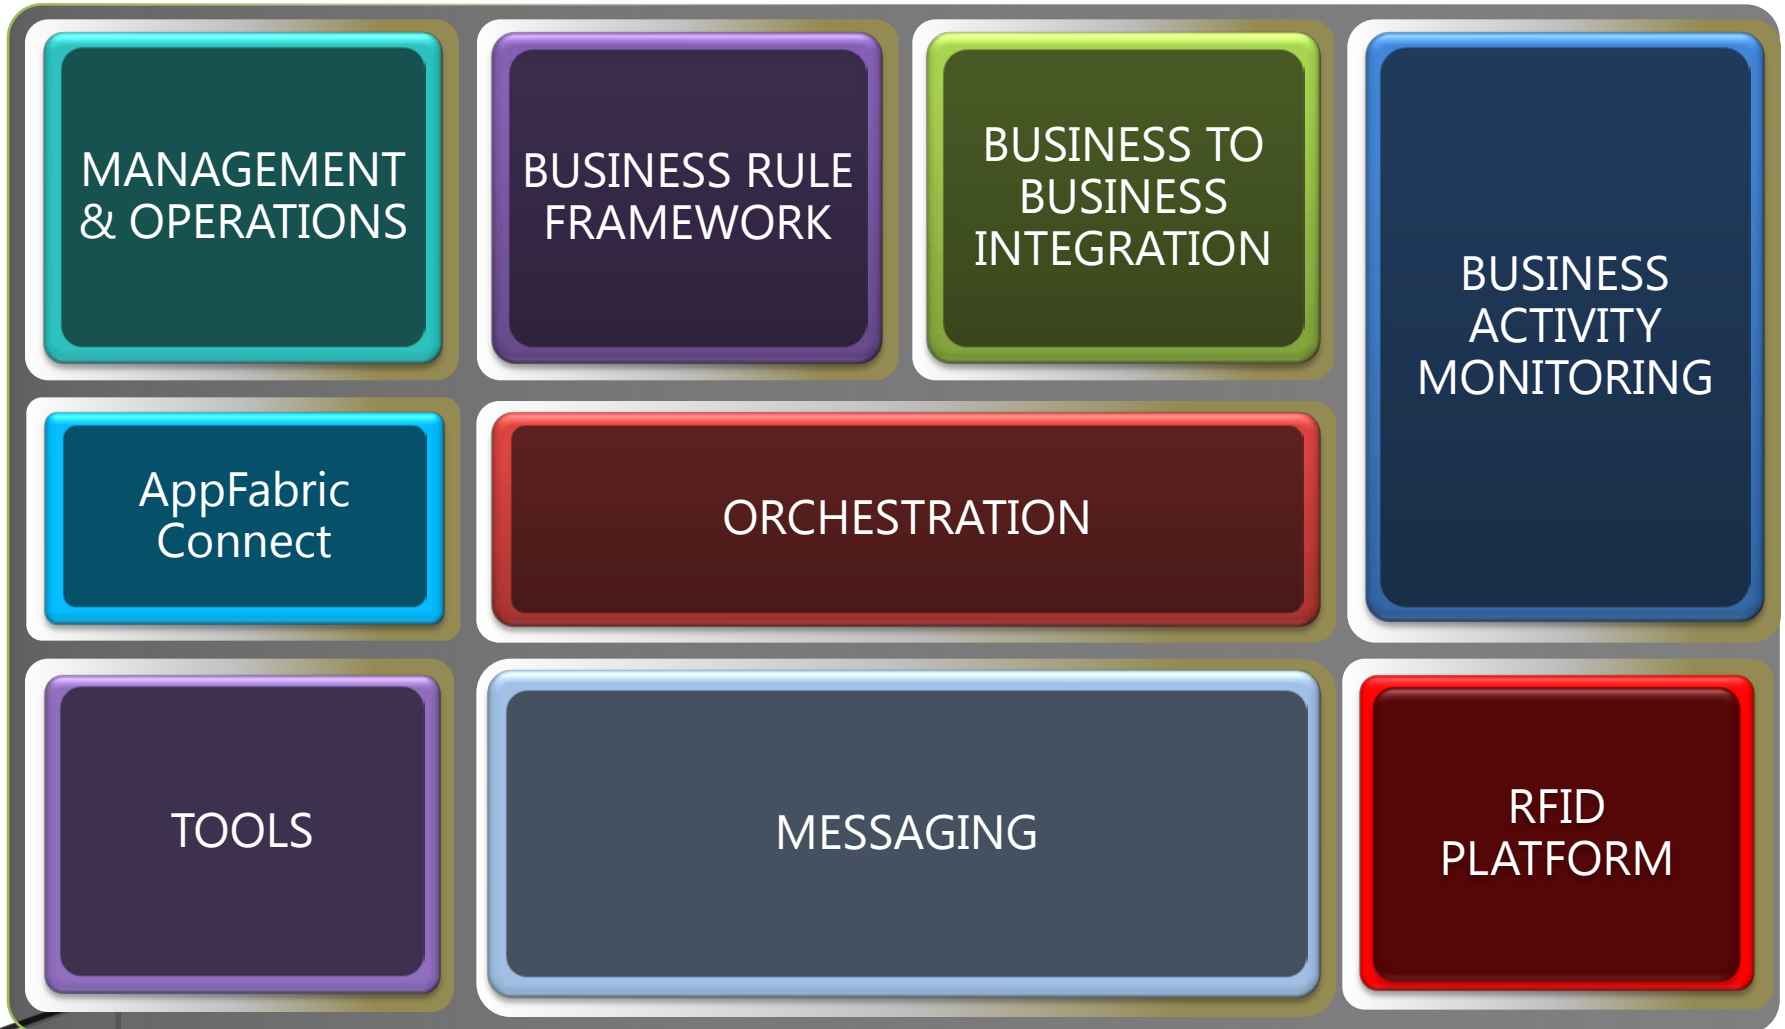 MANAGEMENT
& OPERATIONS
BUSINESS RULE
FRAMEWORK
BUSINESS TO
BUSINESS
INTEGRATION
BUSINESS
ACTIVITY
MONITORING
AppFabric
Connect
ORCHESTRATION
TOOLS
MESSAGING
RFID
PLATFORM